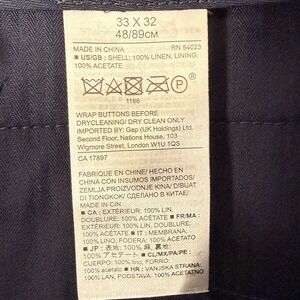 33 X 32
48/89CM
MADE IN CHINA RN 54023
■ US/GB : SHELL: 100% LINEN, LINING:
100% ACETATE
P
1166
WRAP BUTTONS BEFORE
DRYCLEANING/ DRY CLEAN ONLY
IMPORTED BY: Gap (UK Holdings) Ltd.
Second Floor, Nations House, 103
Wigmore Street, London W1U 1QS
CA 17897
FABRIQUÉ EN CHINE/ HECHO EN
CHINA CON INSUMOS IMPORTADOS/
ZEMLJA PROIZVODNJE KINA/ DIBUAT
DI TIONGKOK/ СДЕЛАНО В КИТАЕ/
MADE IN CIN
■ CA : EXTÉRIEUR: 100% LIN,
DOUBLURE: 100% ACÉTATE ■ FR/MA :
EXTÉRIEUR: 100% LIN, DOUBLURE:
100% ACÉTATE ■ IT : MEMBRANA:
100% LINO, FODERA: 100% ACETATO
■ JP : 表地: 100% 麻, 裏地:
100% アセテート ■ CL/MX/PA/PE :
CUERPO: 100% lino, FORRO: 100%
acetato ■ HR : VANJSKA STRANA:
100% LAN, PODSTAVA: 100% ACETATNO